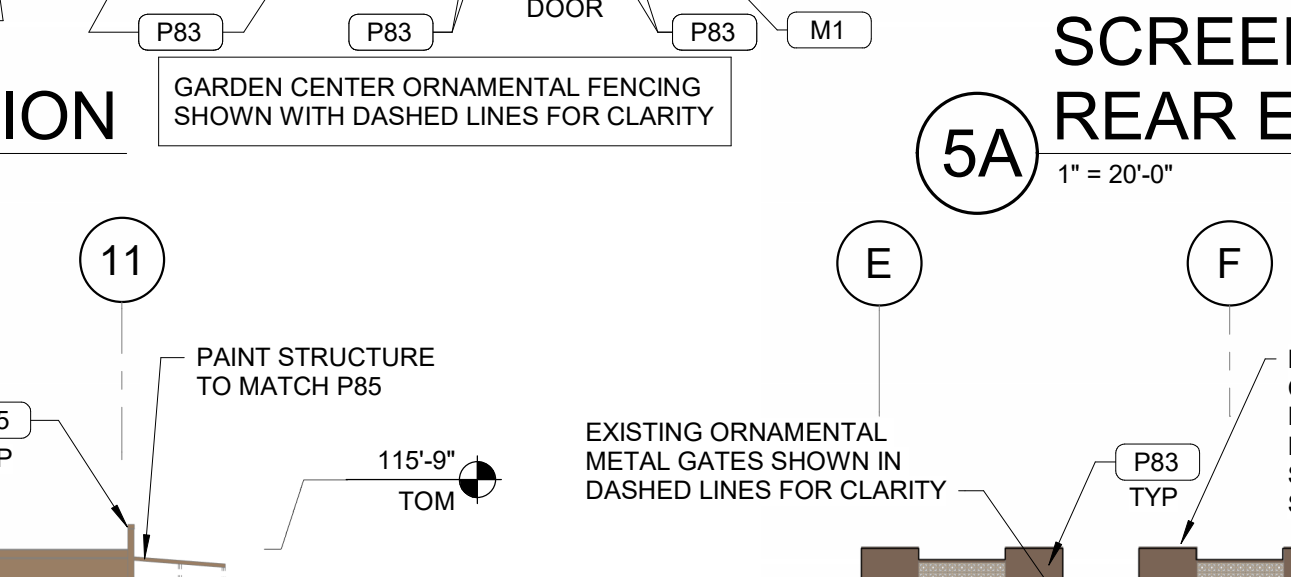 DOOR
P83
P83
P83
M1
GARDEN CENTER ORNAMENTAL FENCING
SHOWN WITH DASHED LINES FOR CLARITY
REAR
5A
1" = 20'-0"
11
E
F
PAINT STRUCTURE
TO MATCH P85
115'-9"
TOM
EXISTING ORNAMENTAL
METAL GATES SHOWN IN
DASHED LINES FOR CLARITY
P83
TYP